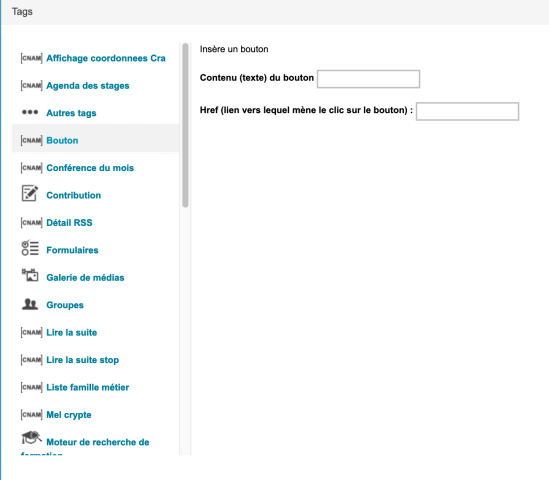 Tags
Insère un bouton
[CNAM] Affichage coordonnees Cra
Contenu (texte) du bouton
[CNAM] Agenda des stages
Href (lien vers lequel mène le clic sur le bouton) :
Autres tags
[CNAM] Bouton
[CNAM] Conférence du mois
Contribution
[CNAM] Détail RSS
Formulaires
Galerie de médias
Groupes
[CNAM] Lire la suite
[CNAM] Lire la suite stop
[CNAM] Liste famille métier
[CNAM] Mel crypte
Moteur de recherche de
formation